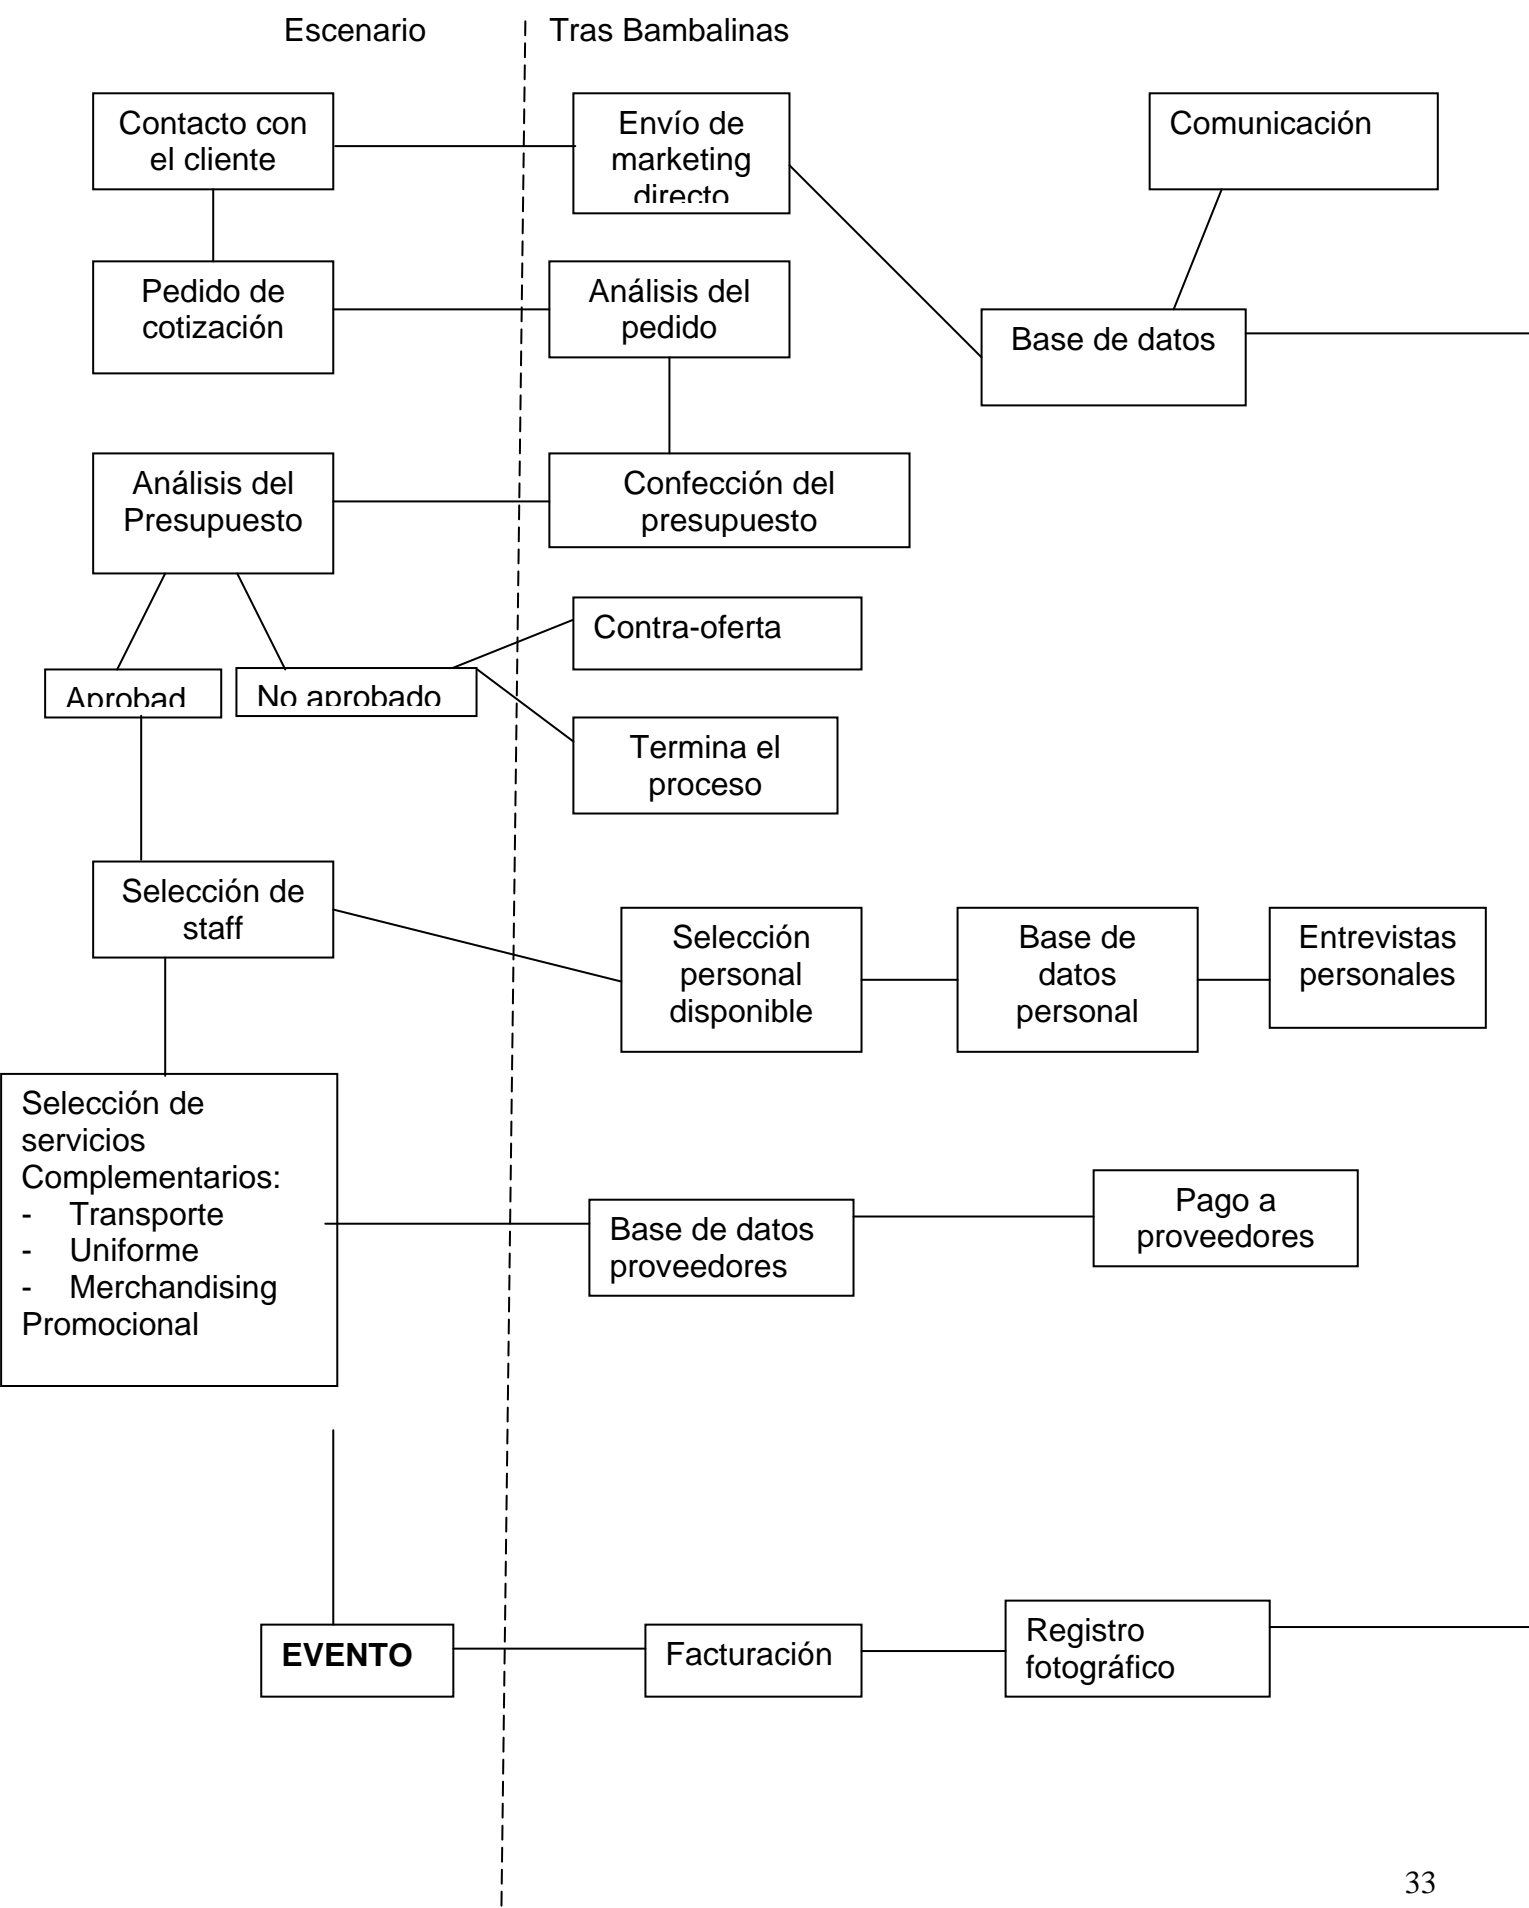 Escenario
Tras Bambalinas
Contacto con
el cliente
Envío de
marketing
directo
Comunicación
Pedido de
cotización
Análisis del
pedido
Base de datos
Análisis del
Presupuesto
Confección del
presupuesto
Contra-oferta
Aprobad
No aprobado
Termina el
proceso
Selección de
staff
Selección
personal
disponible
Base de
datos
personal
Entrevistas
personales
Selección de
servicios
Complementarios:
- Transporte
- Uniforme
- Merchandising
Promocional
Base de datos
proveedores
Pago a
proveedores
EVENTO
Facturación
Registro
fotográfico
33